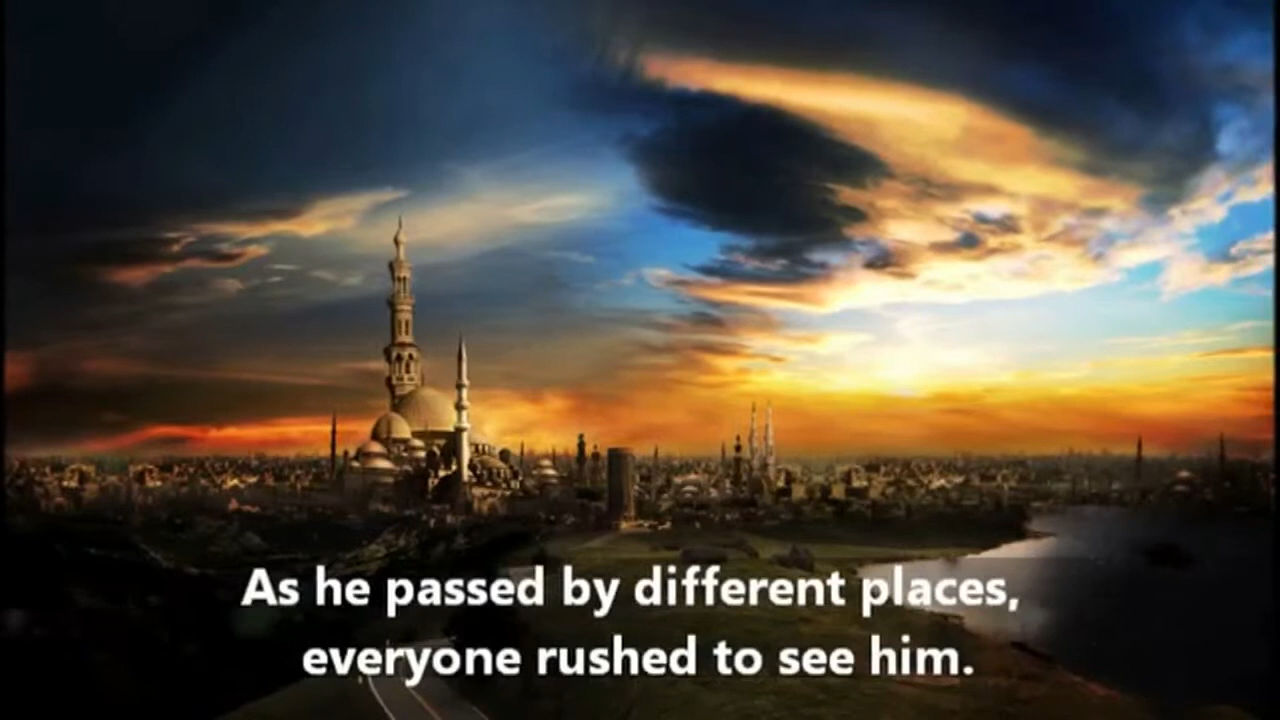 As he passed by different places,
everyone rushed to see him.